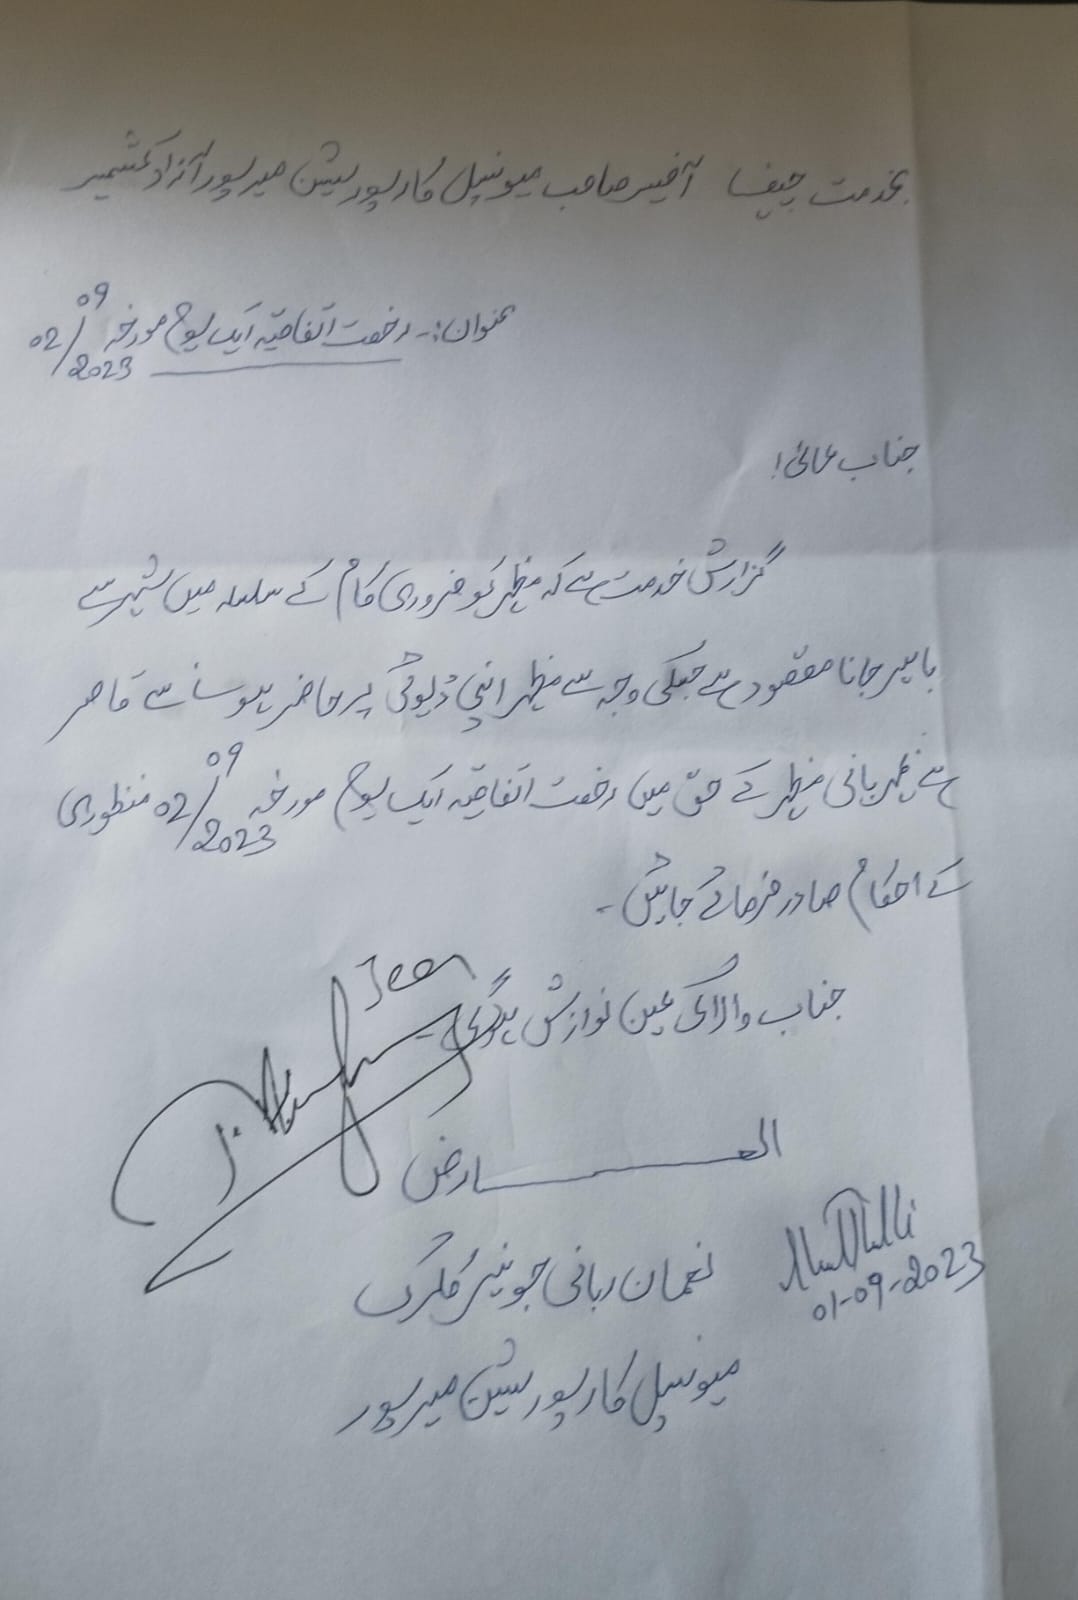 بخدمت چیف آفیسر صاحب میونسپل کارپوریشن میرپور آزاد کشمیر
عنوان:۔ رخصت اتفاقیہ ایک یوم مورخہ 02/09/2023
جناب عالی!
گزارش خدمت ہے کہ مظہر کو ضروری کام کے سلسلہ میں شہر سے
باہر جانا مقصود ہے جسکی وجہ سے مظہر اپنی ڈیوٹی پر حاضر ہونے سے قاصر
ہے بمہربانی مظہر کے حق میں رخصت اتفاقیہ ایک یوم مورخہ 02/09/2023 منظوری
کے احکام صادر فرمائے جائیں ۔
جناب والا کی عین نوازش ہوگی۔
العارض
نعمان ربانی جونیئر کلرک
میونسپل کارپوریشن میرپور
01-09-2023